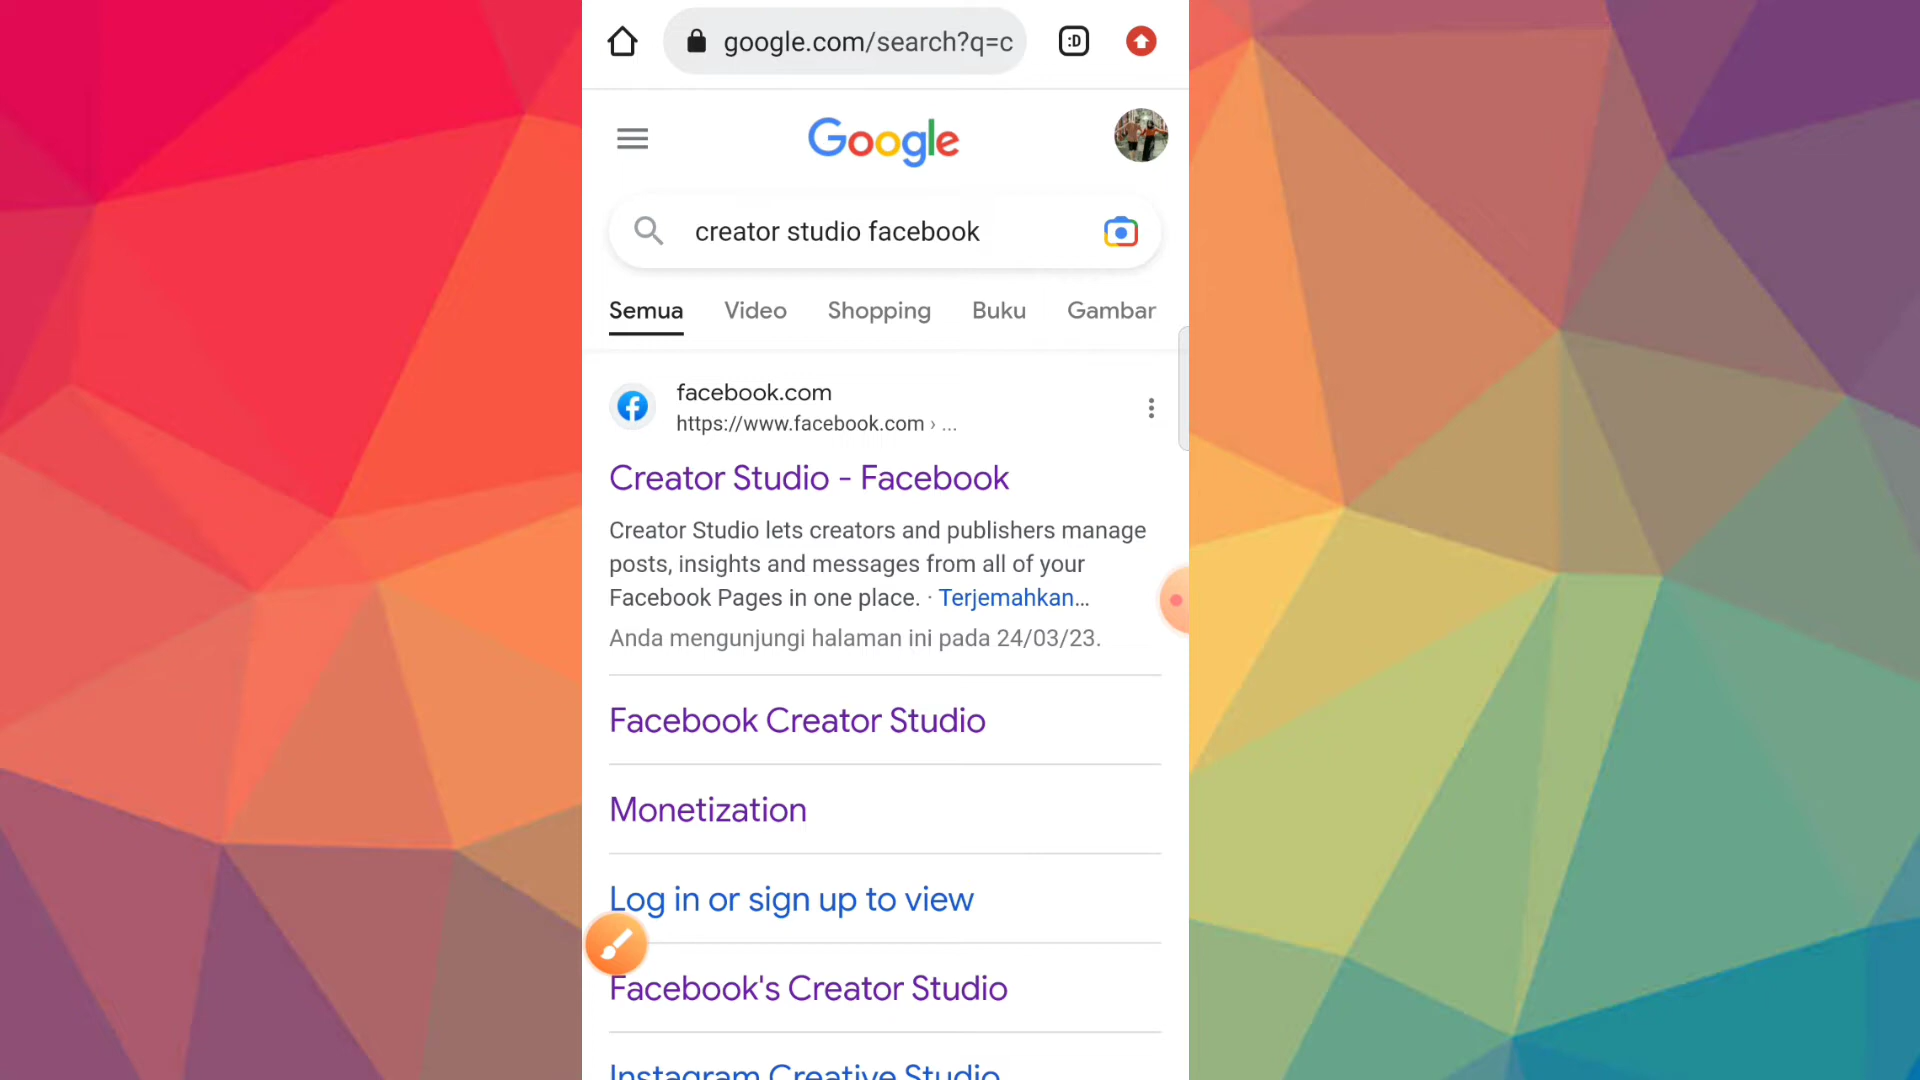 google.com/search?q=c
:D
Google
creator studio facebook
Semua Video Shopping Buku Gambar
facebook.com
https://www.facebook.com › ...
Creator Studio - Facebook
Creator Studio lets creators and publishers manage
posts, insights and messages from all of your
Facebook Pages in one place. · Terjemahkan...
Anda mengunjungi halaman ini pada 24/03/23.
Facebook Creator Studio
Monetization
Log in or sign up to view
Facebook's Creator Studio
Instagram Creative Studio